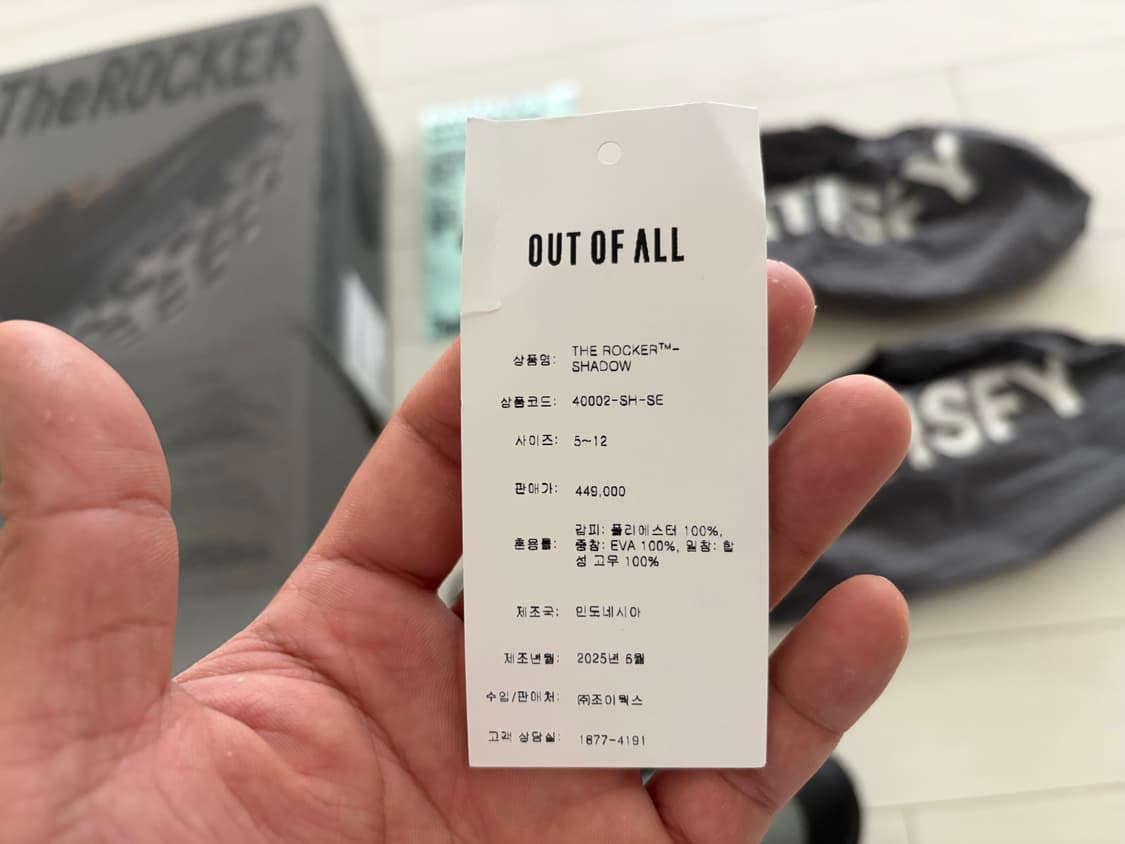 TheROCKER
OUT OF ALL
상품명: THE ROCKER™-
SHADOW
상품코드: 40002-SH-SE
사이즈: 5~12
판매가: 449,000
혼용률: 갑피: 폴리에스터 100%,
중창: EVA 100%, 밑창: 합
성 고무 100%
제조국: 인도네시아
제조년월: 2025년 6월
수입/판매처: ㈜조이웍스
고객 상담실: 1877-4191